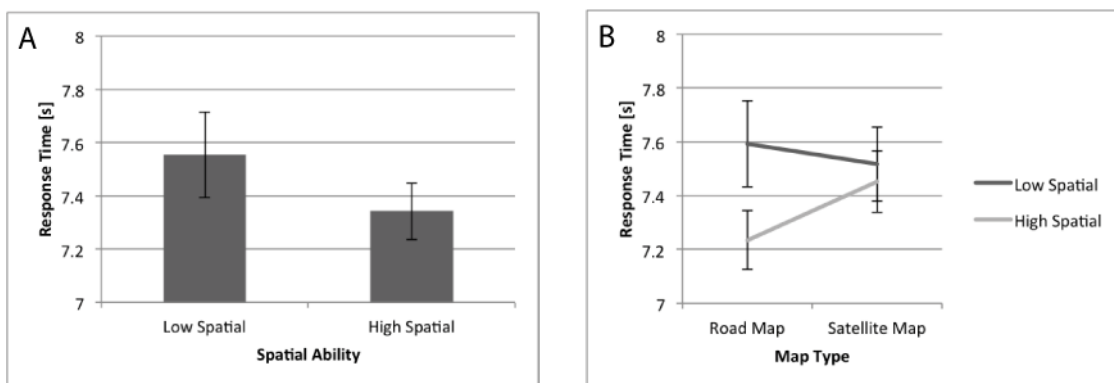 A
Response Time [s]
8
7.8
7.6
7.4
7.2
7
Low Spatial High Spatial
Spatial Ability
B
Response Time [s]
8
7.8
7.6
7.4
7.2
7
Road Map Satellite Map
Map Type
Low Spatial
High Spatial